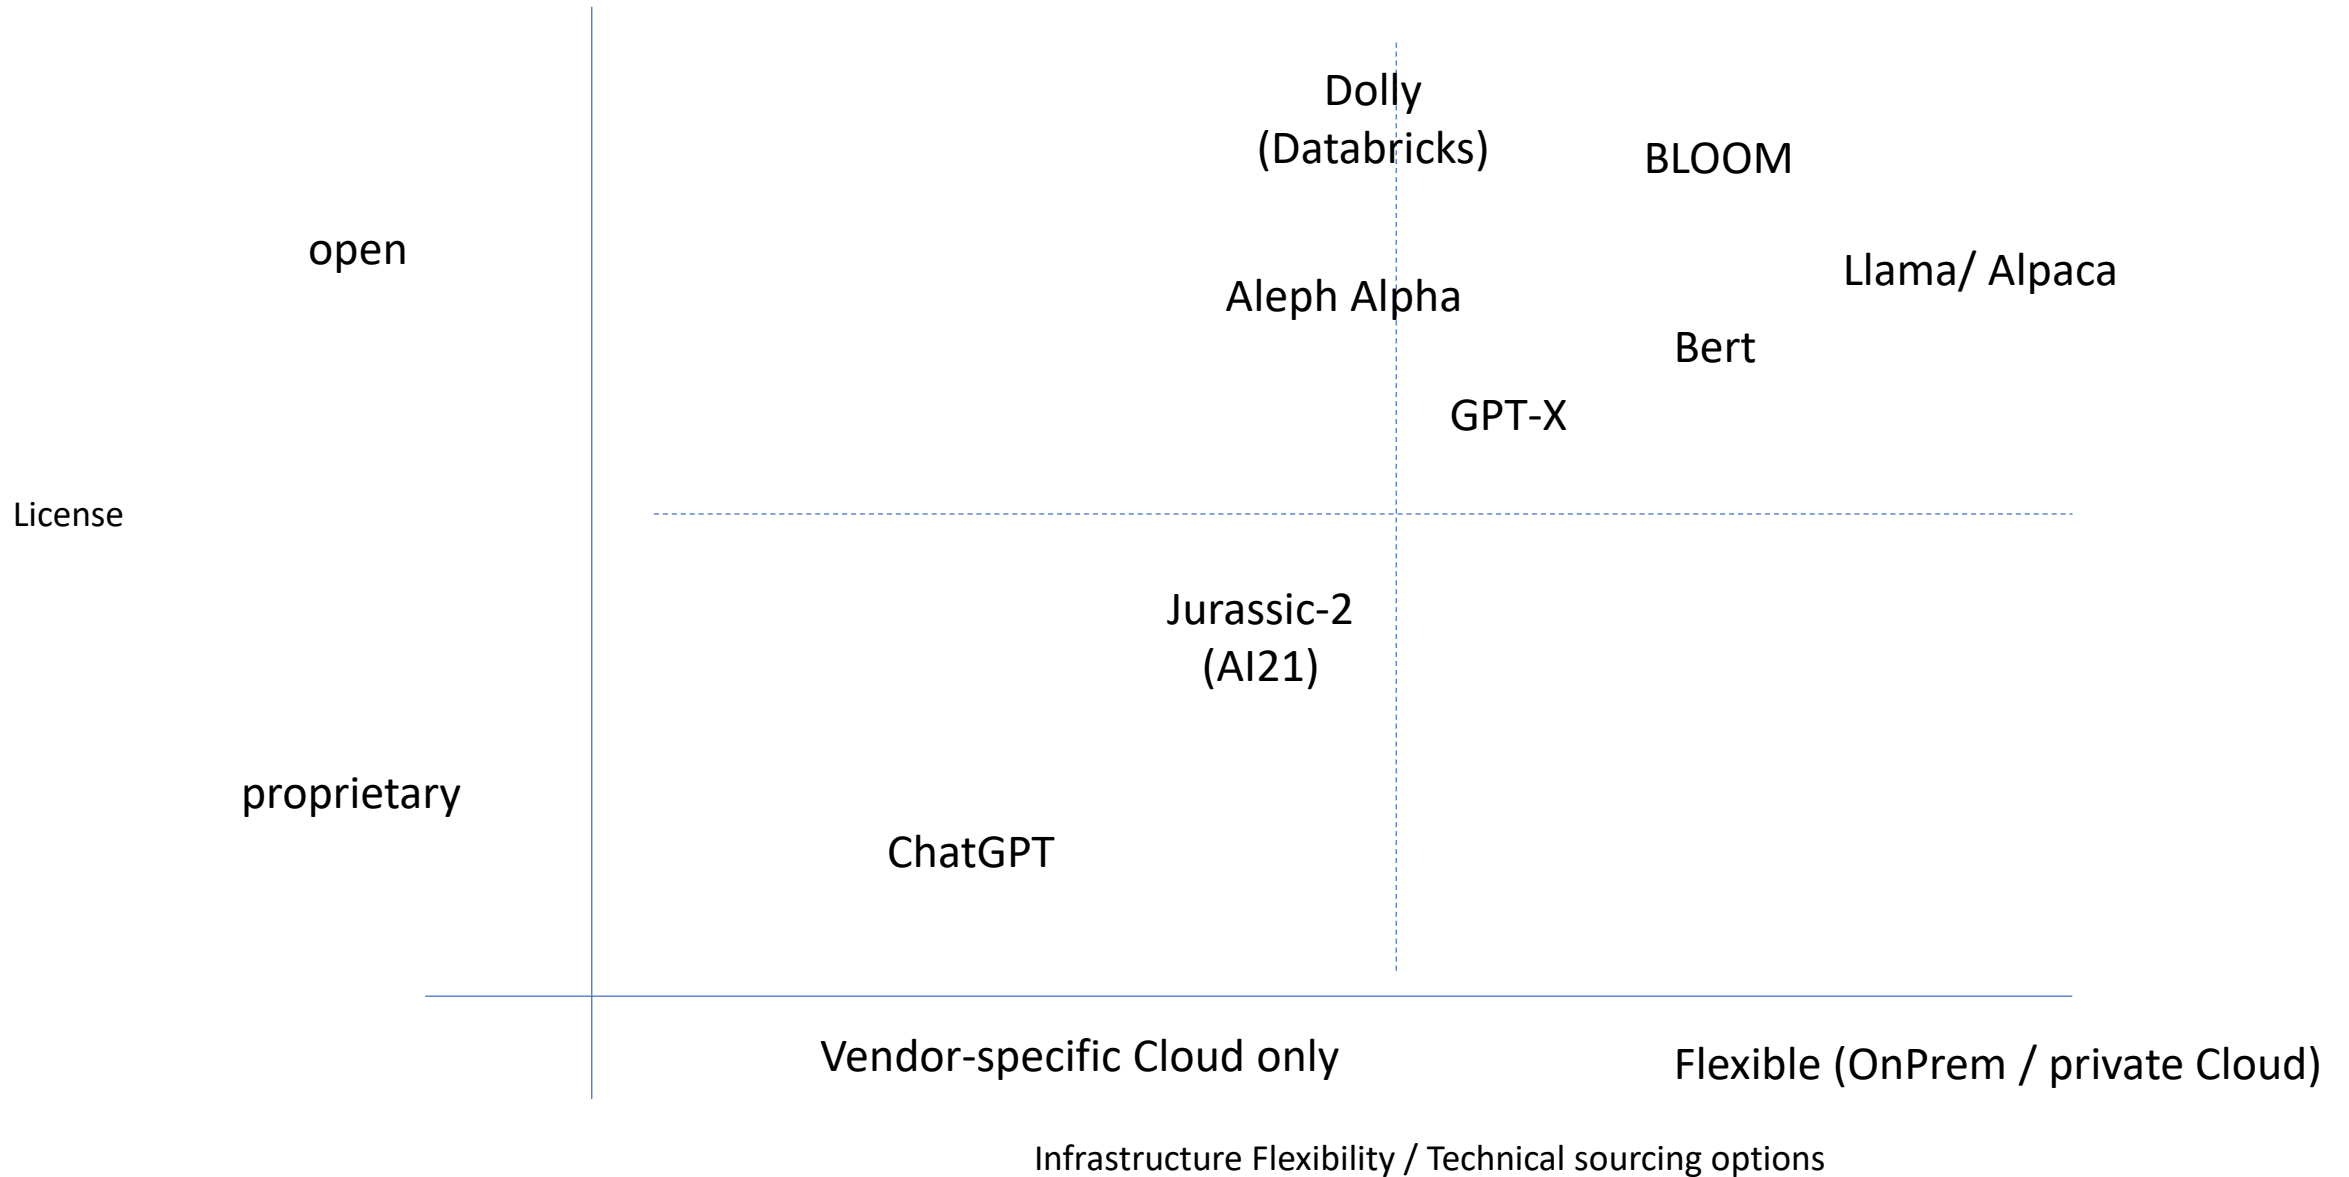 Dolly
(Databricks)
BLOOM
open
Llama/ Alpaca
Aleph Alpha
Bert
GPT-X
License
Jurassic-2
(AI21)
proprietary
ChatGPT
Vendor-specific Cloud only
Flexible (OnPrem / private Cloud)
Infrastructure Flexibility / Technical sourcing options